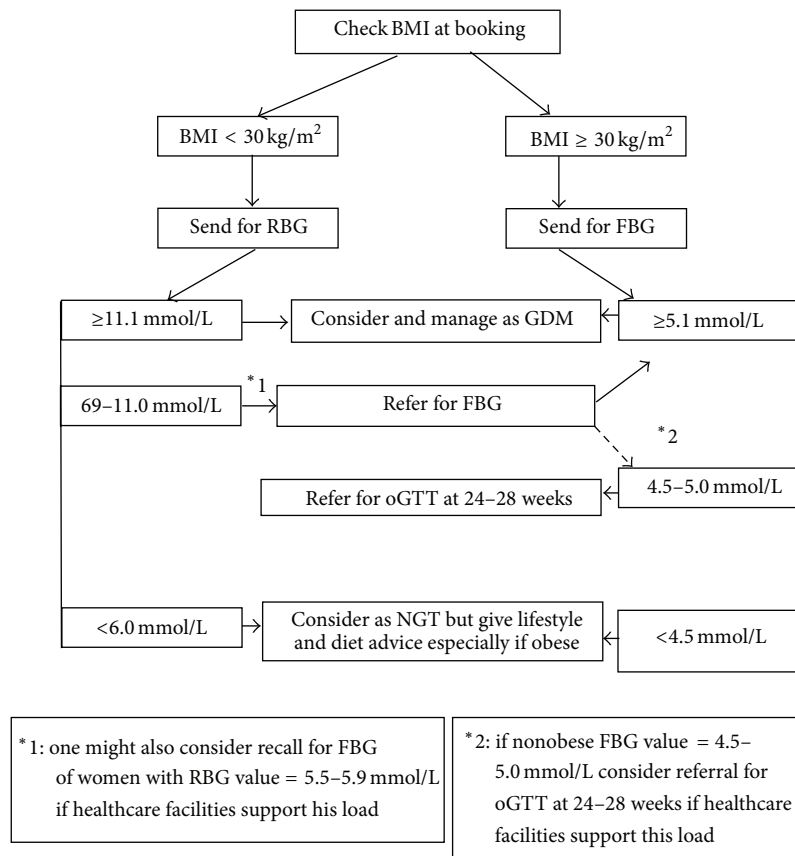 Check BMI at booking
BMI < 30 kg/m²
BMI ≥ 30 kg/m²
Send for RBG
Send for FBG
≥11.1 mmol/L
Consider and manage as GDM
≥5.1 mmol/L
*1
69–11.0 mmol/L
Refer for FBG
*2
Refer for oGTT at 24–28 weeks
4.5–5.0 mmol/L
<6.0 mmol/L
Consider as NGT but give lifestyle
and diet advice especially if obese
<4.5 mmol/L
*1: one might also consider recall for FBG
of women with RBG value = 5.5–5.9 mmol/L
if healthcare facilities support his load
*2: if nonobese FBG value = 4.5–
5.0 mmol/L consider referral for
oGTT at 24–28 weeks if healthcare
facilities support this load